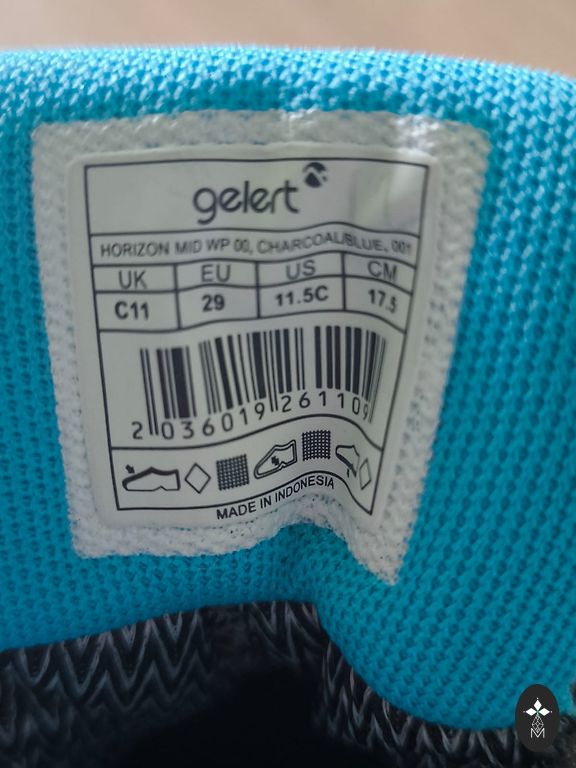 gelert
HORIZON MID WP 00, CHARCOAL/BLUE, 001
UK EU US CM
C11 29 11.5C 17.5
2 036019 261109
MADE IN INDONESIA
M